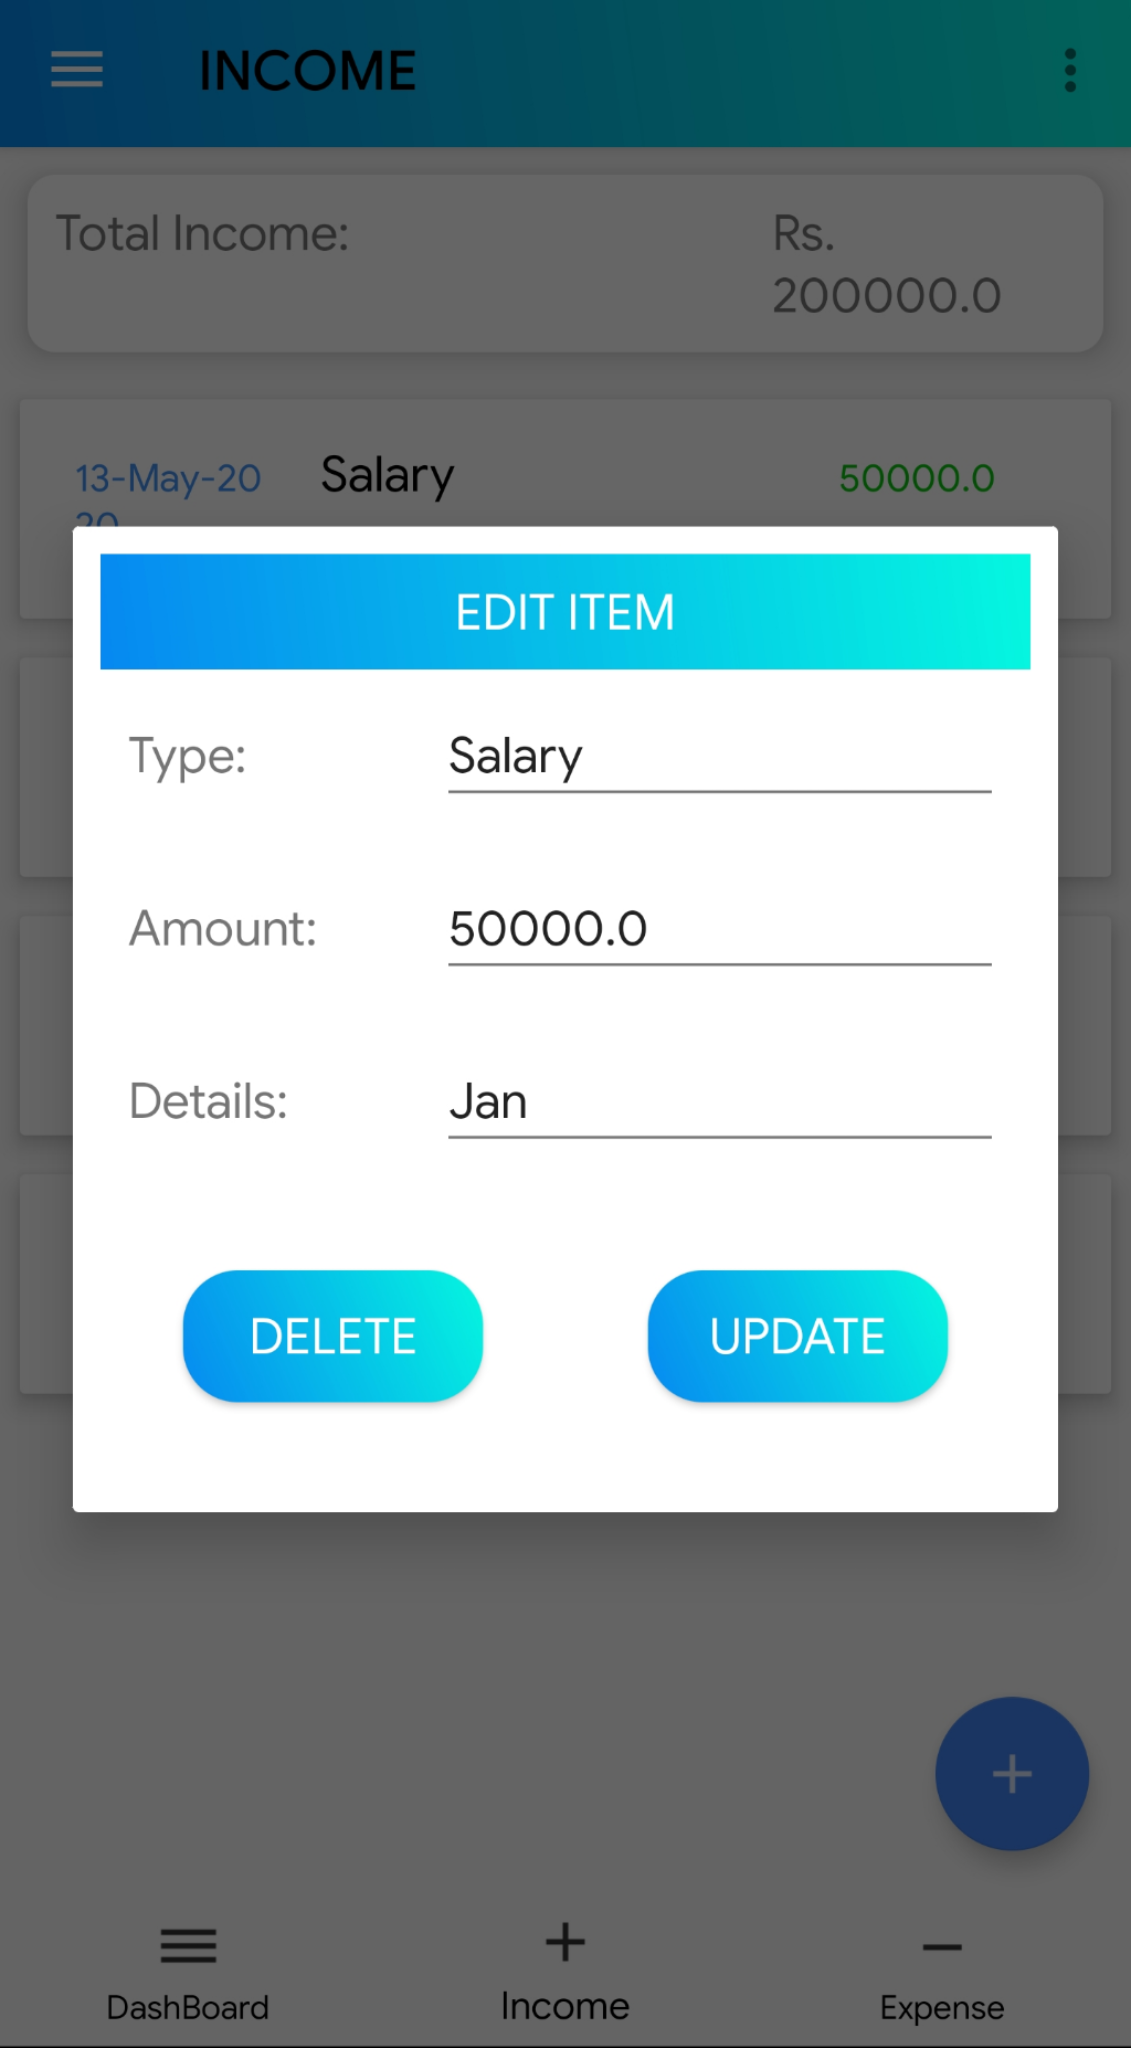 INCOME
Total Income: Rs.
200000.0
13-May-20 Salary 50000.0
20
EDIT ITEM
Type: Salary
Amount: 50000.0
Details: Jan
DELETE UPDATE
DashBoard Income Expense